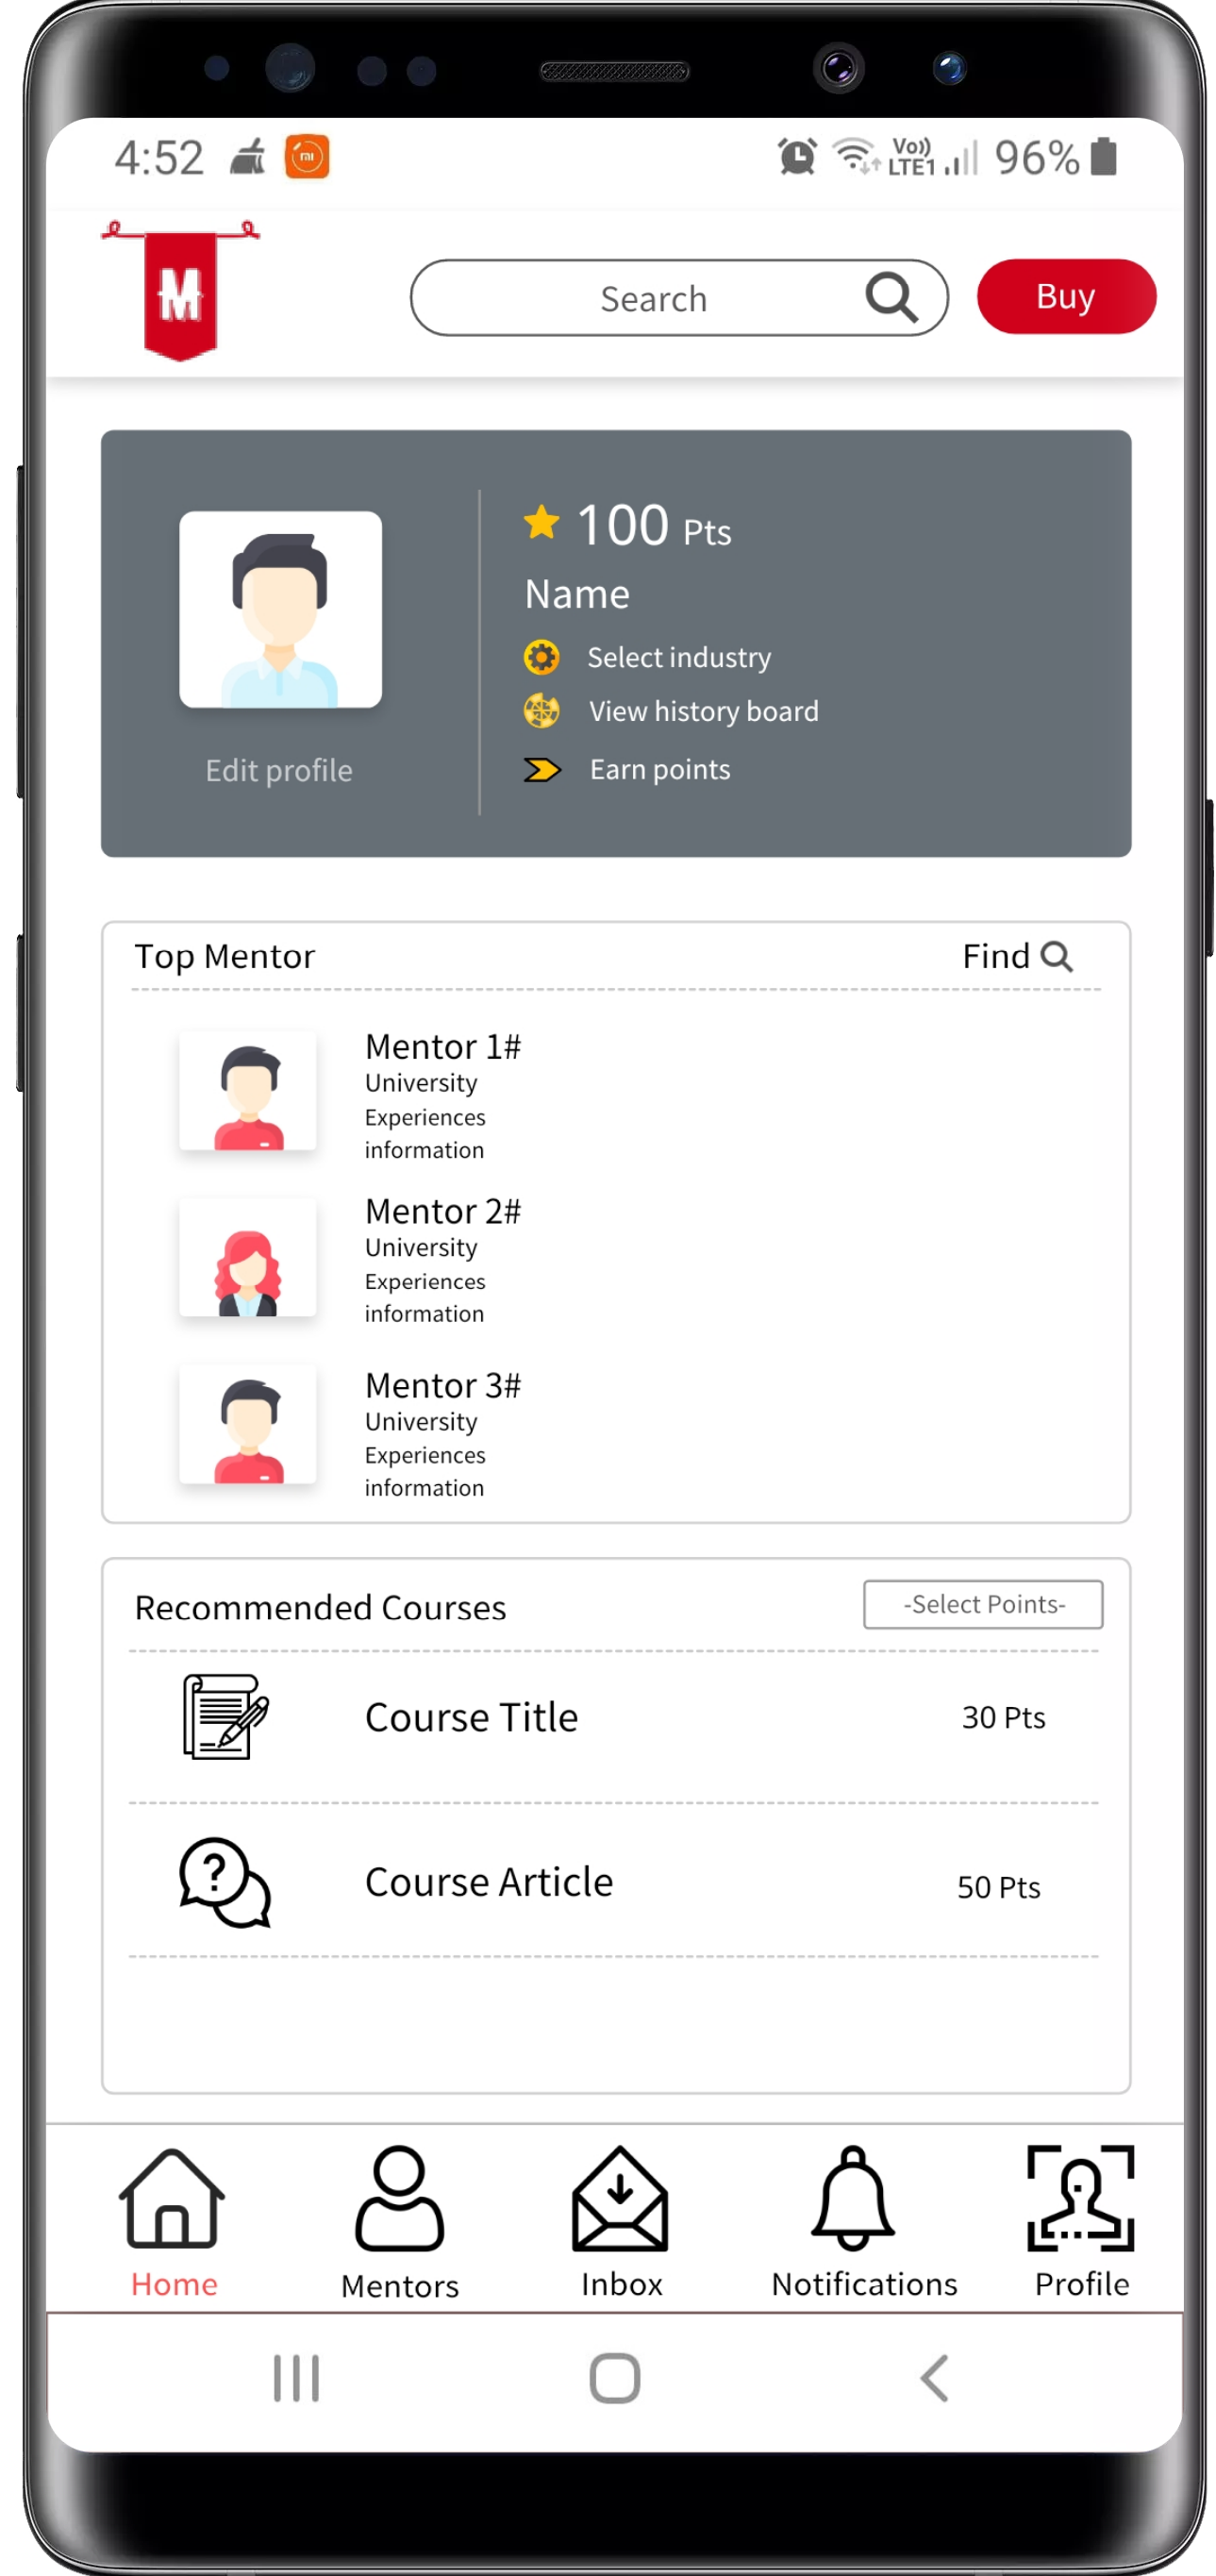 4:52 mi Vo)) LTE1 96%
M
Search
Buy
100 Pts
Name
Select industry
View history board
Earn points
Edit profile
Top Mentor
Find
Mentor 1#
University
Experiences
information
Mentor 2#
University
Experiences
information
Mentor 3#
University
Experiences
information
Recommended Courses
-Select Points-
Course Title
30 Pts
?
Course Article
50 Pts
Home
Mentors
Inbox
Notifications
Profile